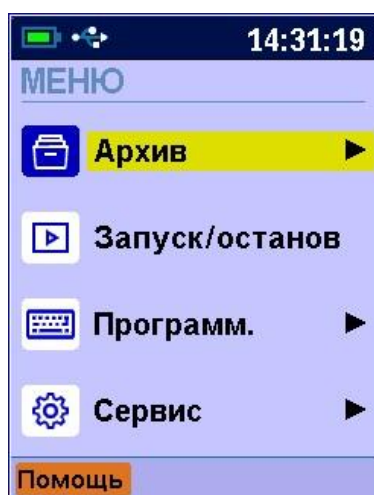 14:31:19
МЕНЮ
Архив
Запуск/останов
Программ.
Сервис
Помощь